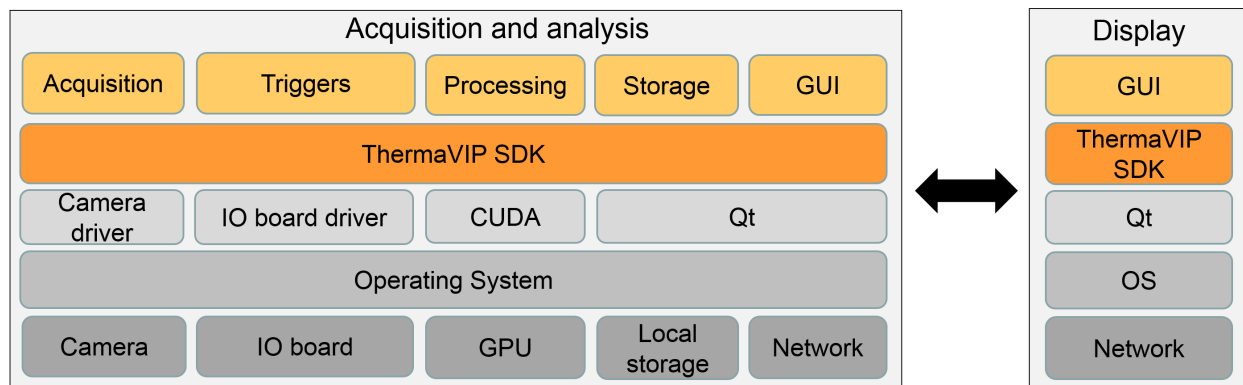 Acquisition and analysis
Acquisition
Triggers
Processing
Storage
GUI
ThermaVIP SDK
Camera
driver
IO board driver
CUDA
Qt
Operating System
Camera
IO board
GPU
Local
storage
Network
Display
GUI
ThermaVIP
SDK
Qt
OS
Network